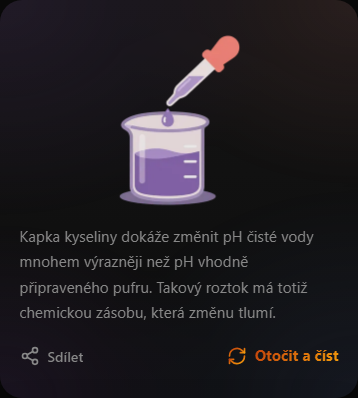 Kapka kyseliny dokáže změnit pH čisté vody
mnohem výrazněji než pH vhodně
připraveného pufru. Takový roztok má totiž
chemickou zásobu, která změnu tlumí.
Sdílet
Otočit a číst